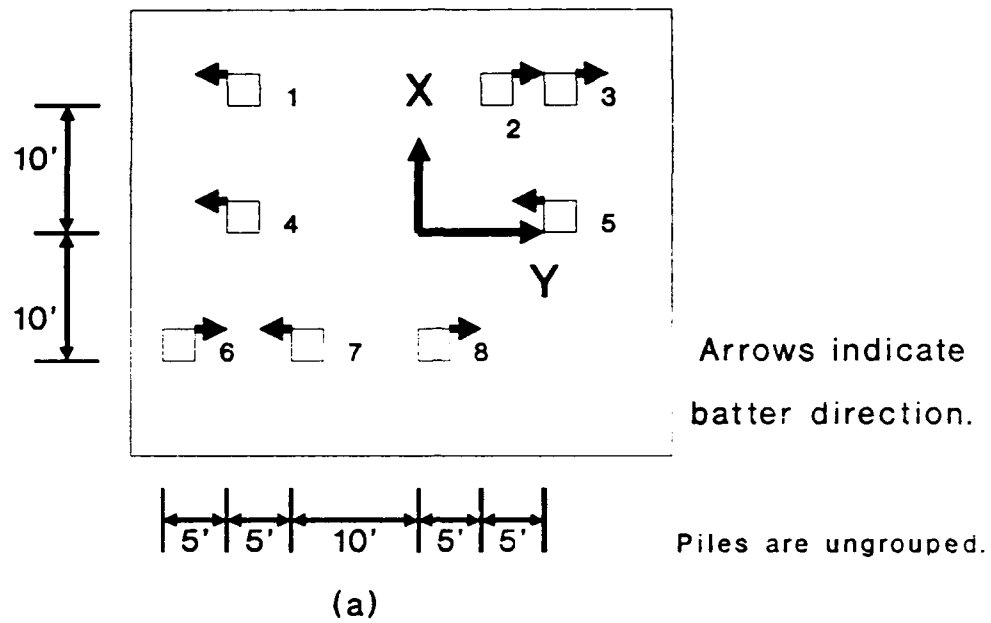 1
X
2
3
10'
4
5
Y
10'
6
7
8
Arrows indicate
batter direction.
5'
5'
10'
5'
5'
Piles are ungrouped.
(a)